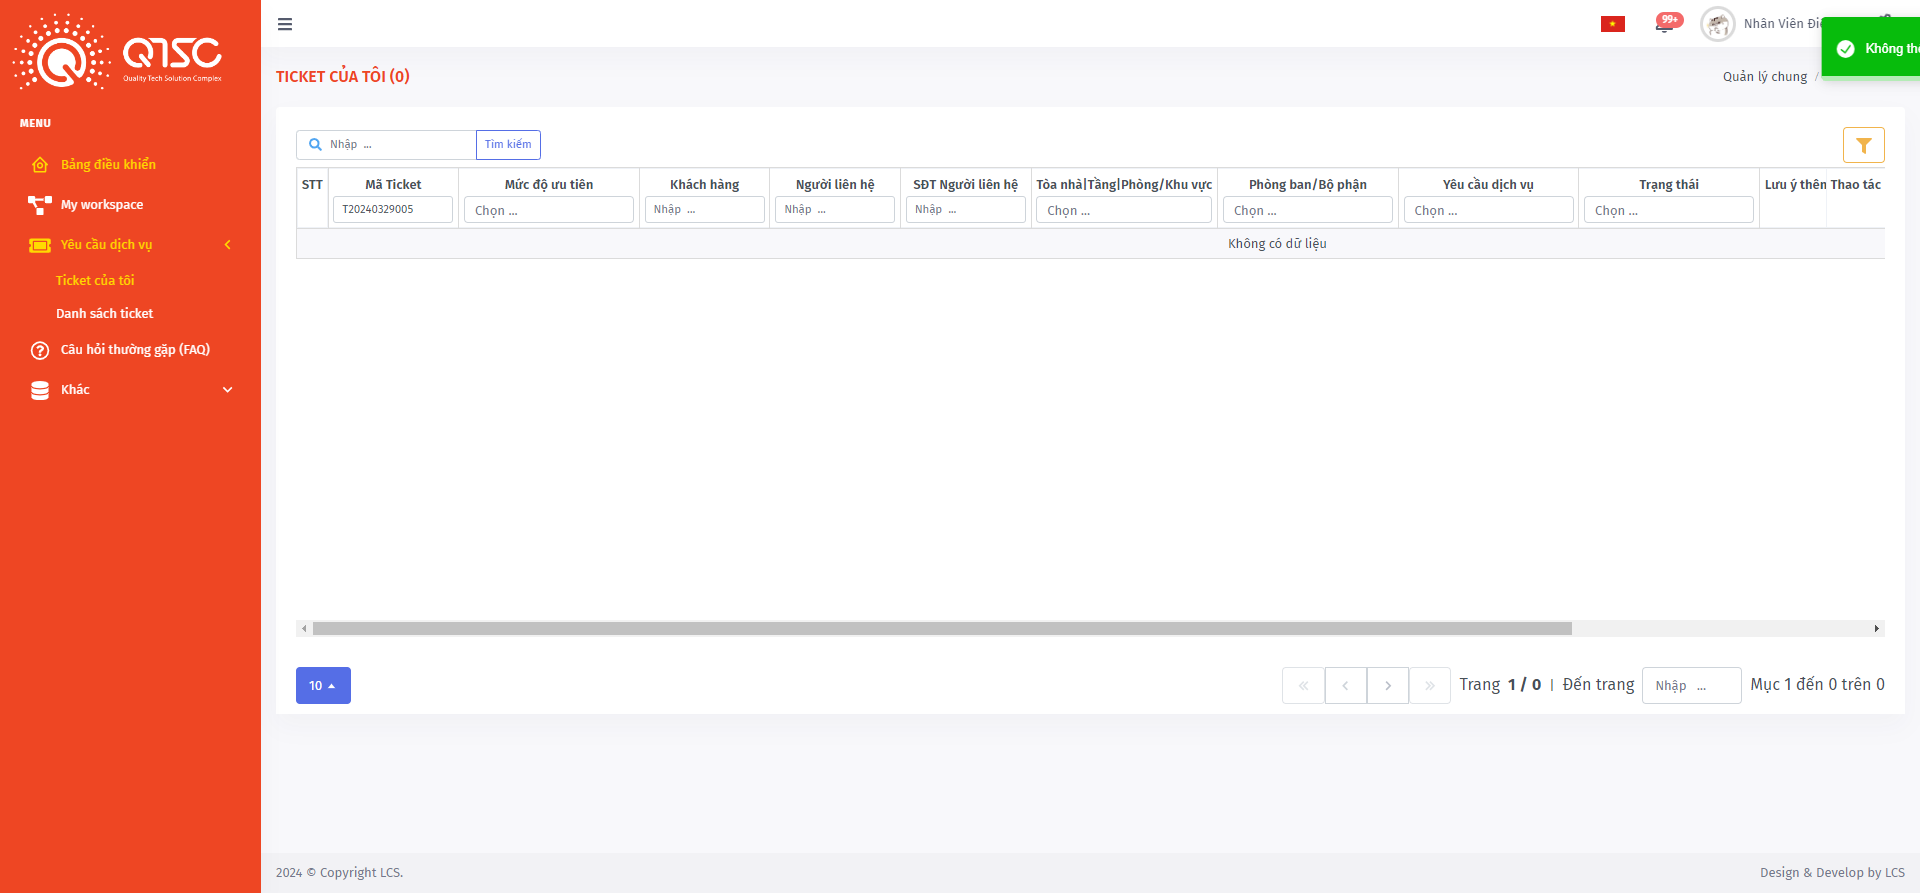 QTSC
Quality Tech Solution Complex
MENU
Bảng điều khiển
My workspace
Yêu cầu dịch vụ
Ticket của tôi
Danh sách ticket
Câu hỏi thường gặp (FAQ)
Khác
99+
Nhân Viên
Không
TICKET CỦA TÔI (0)
Quản lý chung /
Nhập ...
Tìm kiếm
STT Mã Ticket Mức độ ưu tiên Khách hàng Người liên hệ SĐT Người liên hệ Tòa nhà|Tầng|Phòng/Khu vực Phòng ban/Bộ phận Yêu cầu dịch vụ Trạng thái Lưu ý thên Thao tác
T20240329005 Chọn ... Nhập ... Nhập ... Nhập ... Chọn ... Chọn ... Chọn ... Chọn ...
Không có dữ liệu
10
Trang 1 / 0 | Đến trang Nhập ... Mục 1 đến 0 trên 0
2024 © Copyright LCS.
Design & Develop by LCS